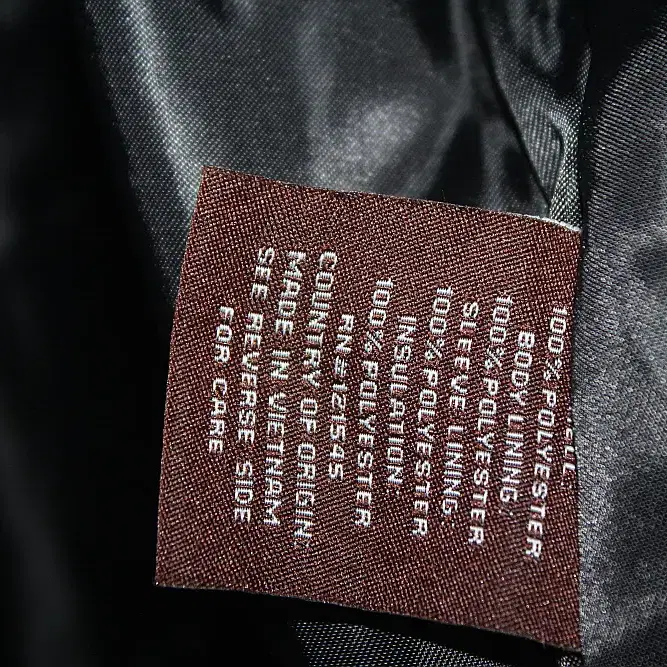 100% POLYESTER
BODY LINING:
100% POLYESTER
SLEEVE LINING:
100% POLYESTER
INSULATION:
100% POLYESTER
RN#121545
COUNTRY OF ORIGIN:
MADE IN VIETNAM
SEE REVERSE SIDE
FOR CARE